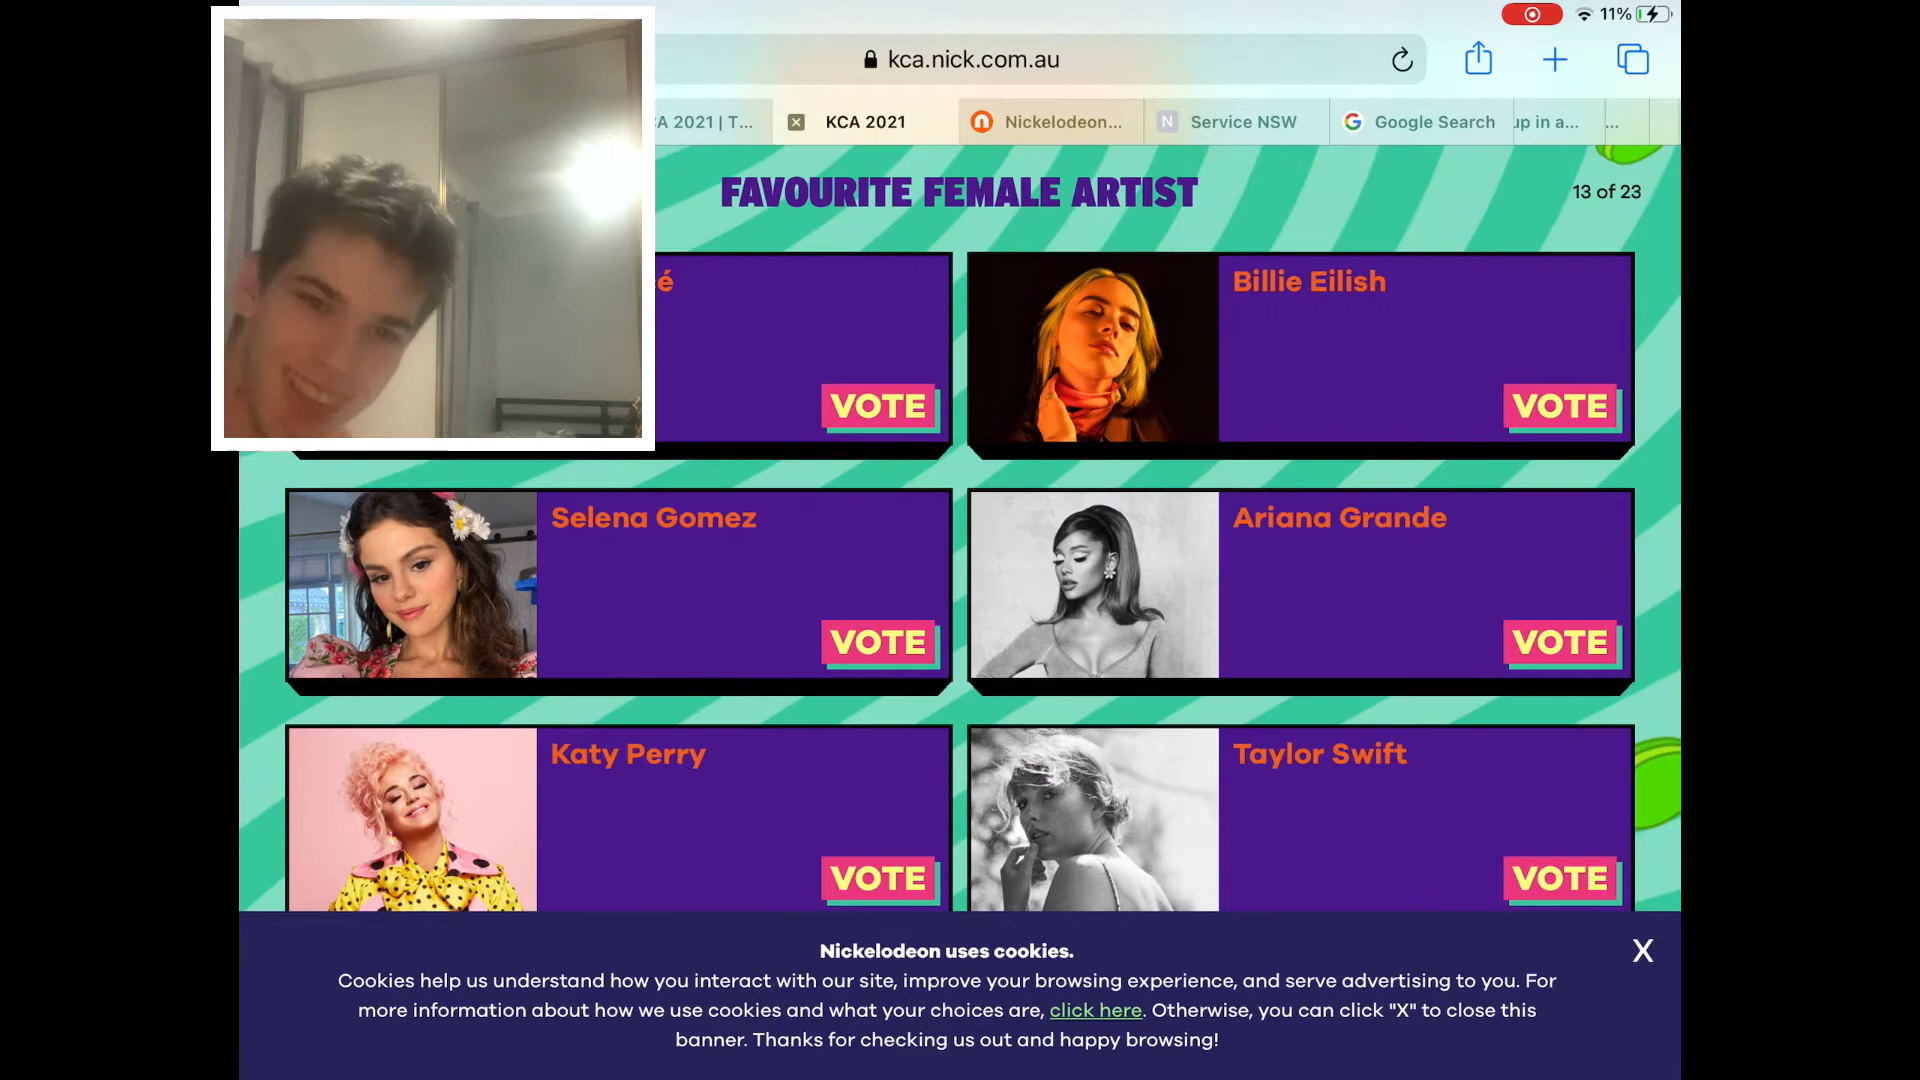 11%
kca.nick.com.au
CA 2021 | T...
KCA 2021
Nickelodeon...
N
Service NSW
Google Search
up in a...
...
FAVOURITE FEMALE ARTIST
13 of 23
é
Billie Eilish
VOTE
VOTE
Selena Gomez
Ariana Grande
VOTE
VOTE
Katy Perry
Taylor Swift
VOTE
VOTE
Nickelodeon uses cookies.
X
Cookies help us understand how you interact with our site, improve your browsing experience, and serve advertising to you. For
more information about how we use cookies and what your choices are, click here. Otherwise, you can click "X" to close this
banner. Thanks for checking us out and happy browsing!